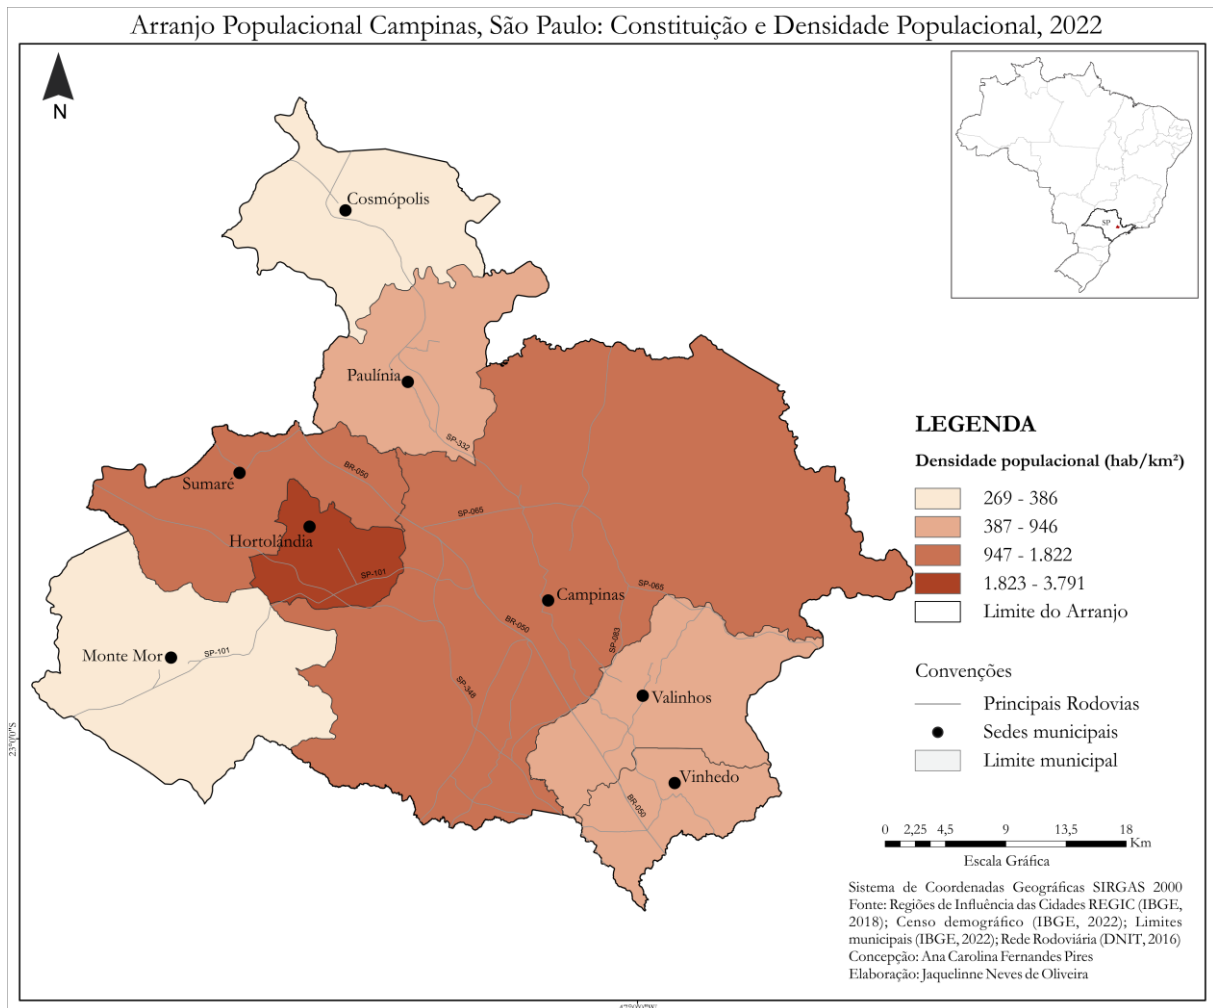 Arranjo Populacional Campinas, São Paulo: Constituição e Densidade Populacional, 2022
N
SP
Cosmópolis
Paulínia
SP-332
BR-050
Sumaré
SP-065
Hortolândia
SP-101
SP-065
Campinas
BR-050
SP-083
Monte Mor
SP-101
SP-348
Valinhos
Vinhedo
BR-050
23°0'0"S
LEGENDA
Densidade populacional (hab/km²)
269 - 386
387 - 946
947 - 1.822
1.823 - 3.791
Limite do Arranjo
Convenções
Principais Rodovias
Sedes municipais
Limite municipal
0 2,25 4,5 9 13,5 18
Km
Escala Gráfica
Sistema de Coordenadas Geográficas SIRGAS 2000
Fonte: Regiões de Influência das Cidades REGIC (IBGE,
2018); Censo demográfico (IBGE, 2022); Limites
municipais (IBGE, 2022); Rede Rodoviária (DNIT, 2016)
Concepção: Ana Carolina Fernandes Pires
Elaboração: Jaquelinne Neves de Oliveira